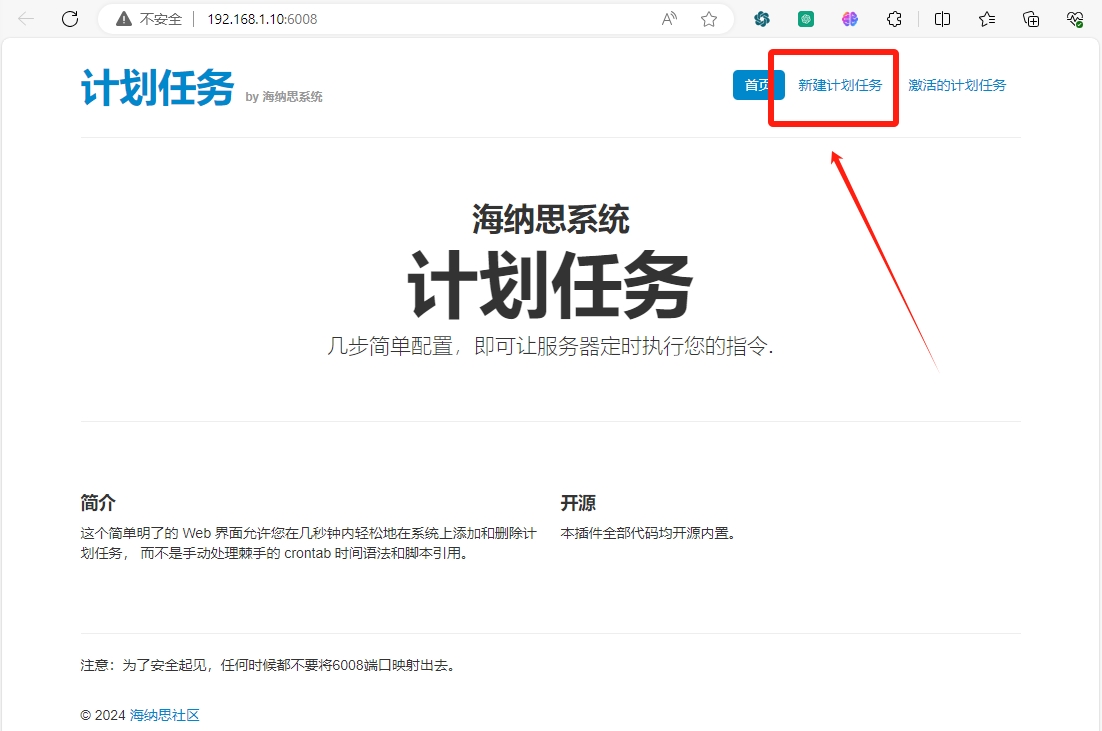 不安全 192.168.1.10:6008
计划任务 by 海纳思系统
首页 新建计划任务 激活的计划任务
海纳思系统
计划任务
几步简单配置，即可让服务器定时执行您的指令.
简介
这个简单明了的 Web 界面允许您在几秒钟内轻松地在系统上添加和删除计
划任务， 而不是手动处理棘手的 crontab 时间语法和脚本引用。
开源
本插件全部代码均开源内置。
注意：为了安全起见，任何时候都不要将6008端口映射出去。
© 2024 海纳思社区